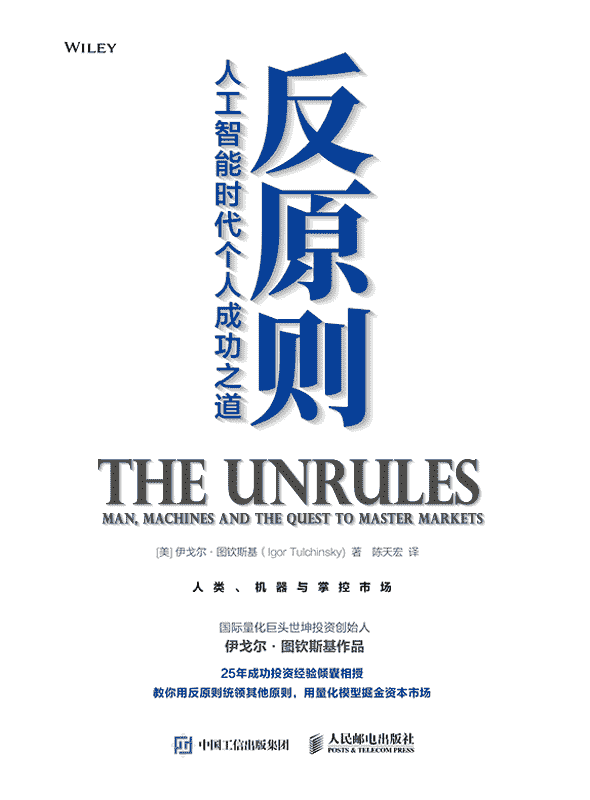 WILEY
反原则
人工智能时代个人成功之道
THE UNRULES
MAN, MACHINES AND THE QUEST TO MASTER MARKETS
[美] 伊戈尔·图钦斯基（Igor Tulchinsky）著 陈天宏 译
人类、机器与掌控市场
国际量化巨头世坤投资创始人
伊戈尔·图钦斯基作品
25年成功投资经验倾囊相授
教你用反原则统领其他原则，用量化模型掘金资本市场
中国工信出版集团
人民邮电出版社
POSTS & TELECOM PRESS